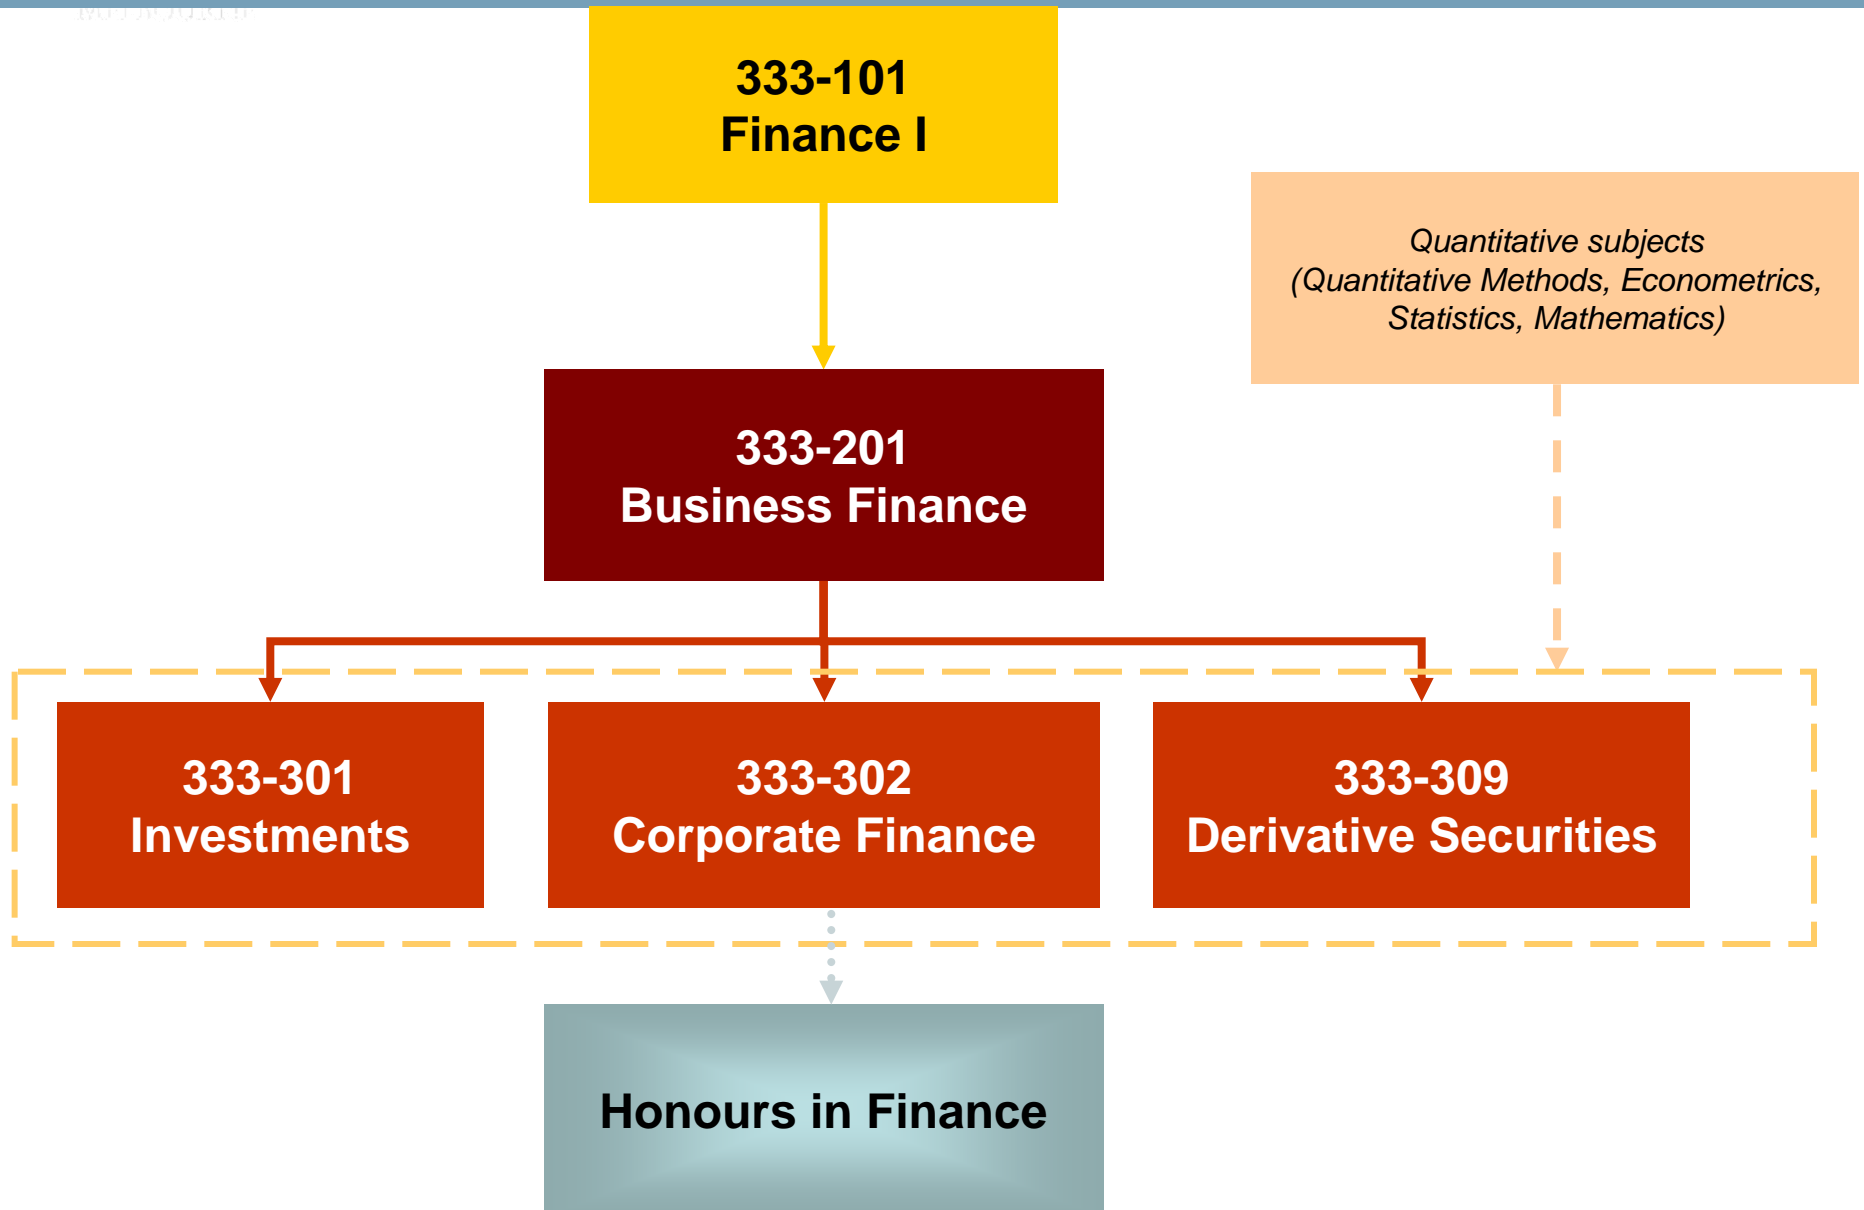 333-101
Finance I
Quantitative subjects
(Quantitative Methods, Econometrics,
Statistics, Mathematics)
333-201
Business Finance
333-301
Investments
333-302
Corporate Finance
333-309
Derivative Securities
Honours in Finance